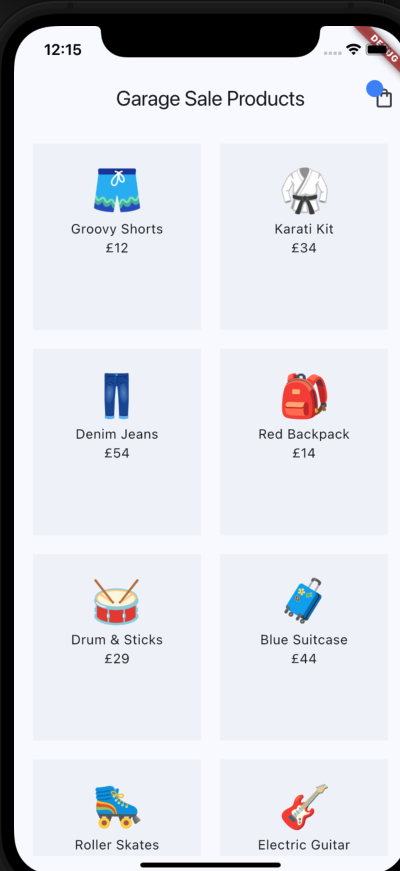 12:15
DEBUG
Garage Sale Products
Groovy Shorts
£12
Karati Kit
£34
Denim Jeans
£54
Red Backpack
£14
Drum & Sticks
£29
Blue Suitcase
£44
Roller Skates
Electric Guitar